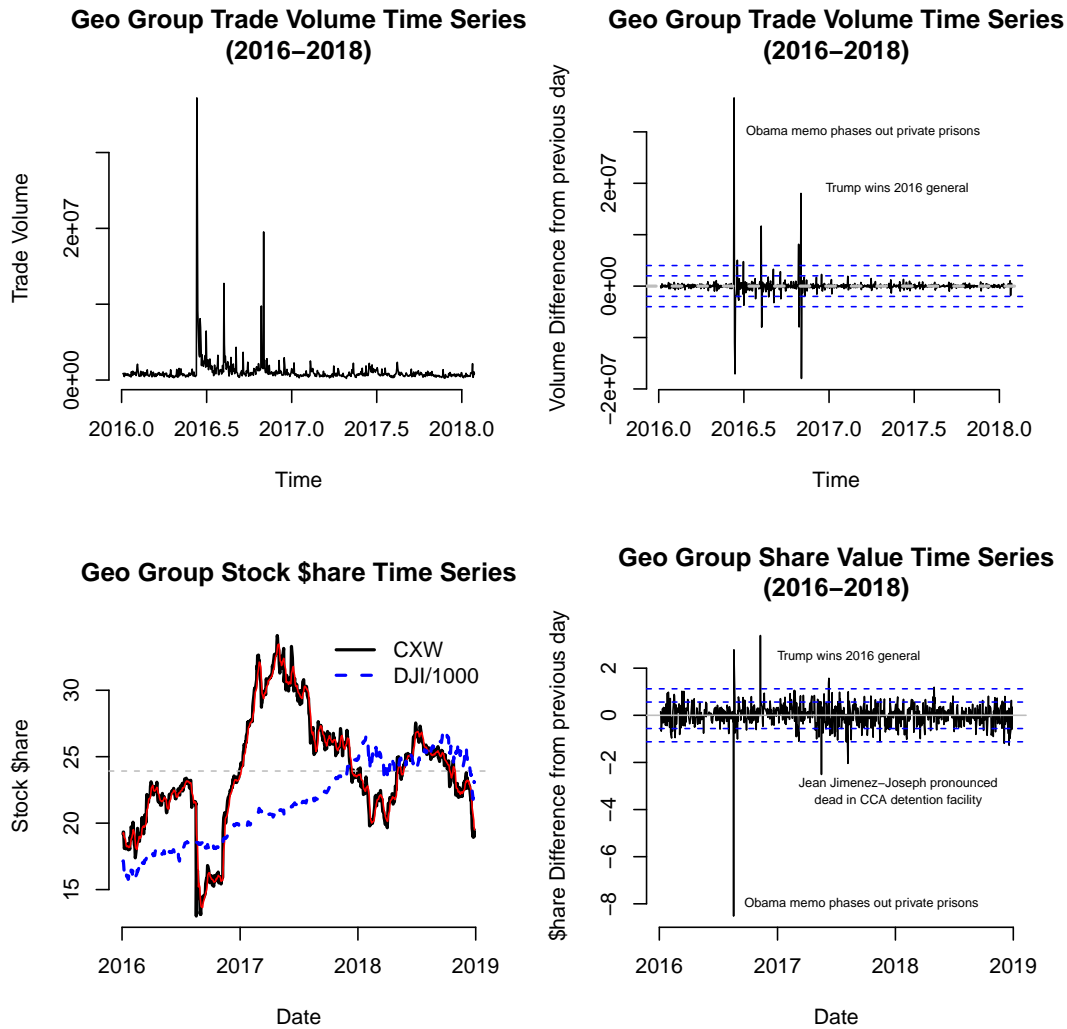 Geo Group Trade Volume Time Series
(2016−2018)
Trade Volume
0e+00
2e+07
2016.0
2016.5
2017.0
2017.5
2018.0
Time
Geo Group Trade Volume Time Series
(2016−2018)
Volume Difference from previous day
−2e+07
0e+00
2e+07
Obama memo phases out private prisons
Trump wins 2016 general
2016.0
2016.5
2017.0
2017.5
2018.0
Time
Geo Group Stock $hare Time Series
Stock $hare
15
20
25
30
CXW
DJI/1000
2016
2017
2018
2019
Date
Geo Group Share Value Time Series
(2016−2018)
$hare Difference from previous day
2
0
−2
−4
−6
−8
Trump wins 2016 general
Jean Jimenez−Joseph pronounced
dead in CCA detention facility
Obama memo phases out private prisons
2016
2017
2018
2019
Date